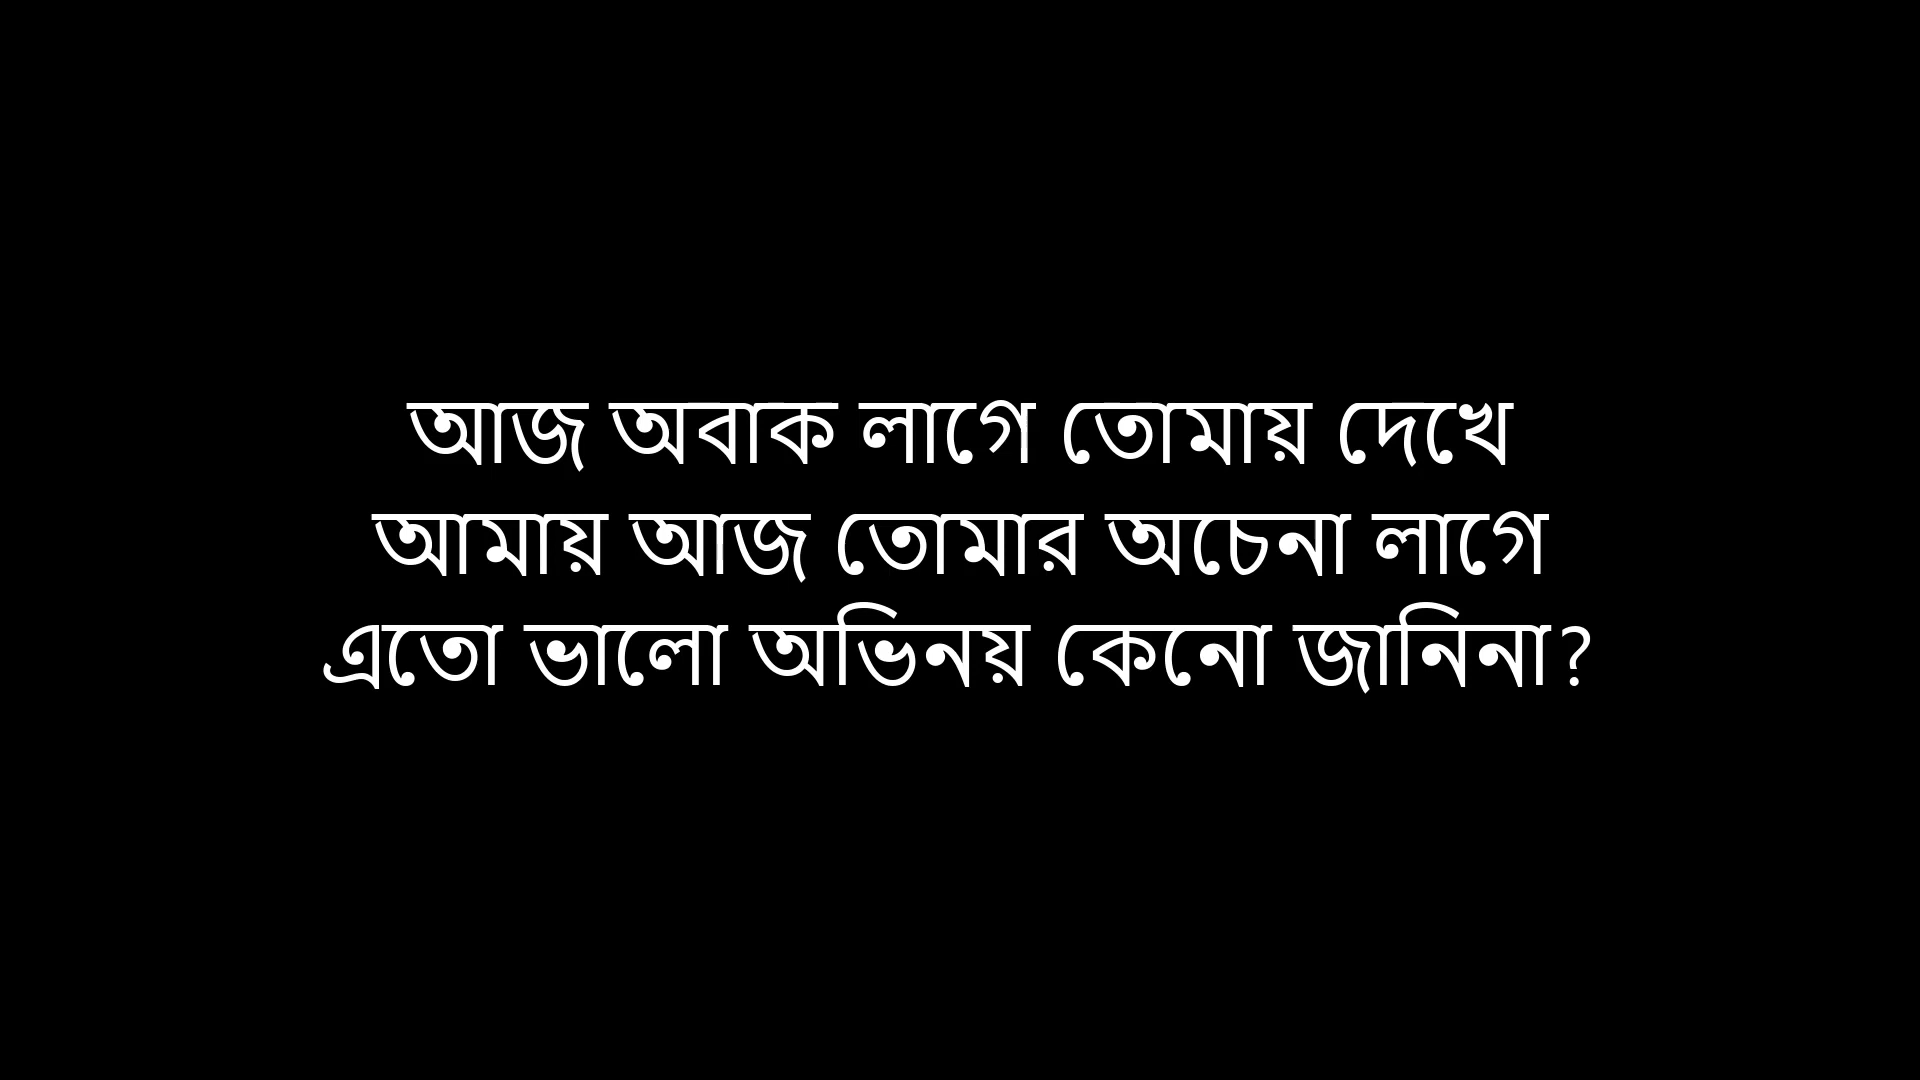 আজ অবাক লাগে তোমায় দেখে
আমায় আজ তোমার অচেনা লাগে
এতো ভালো অভিনয় কেনো জানিনা?